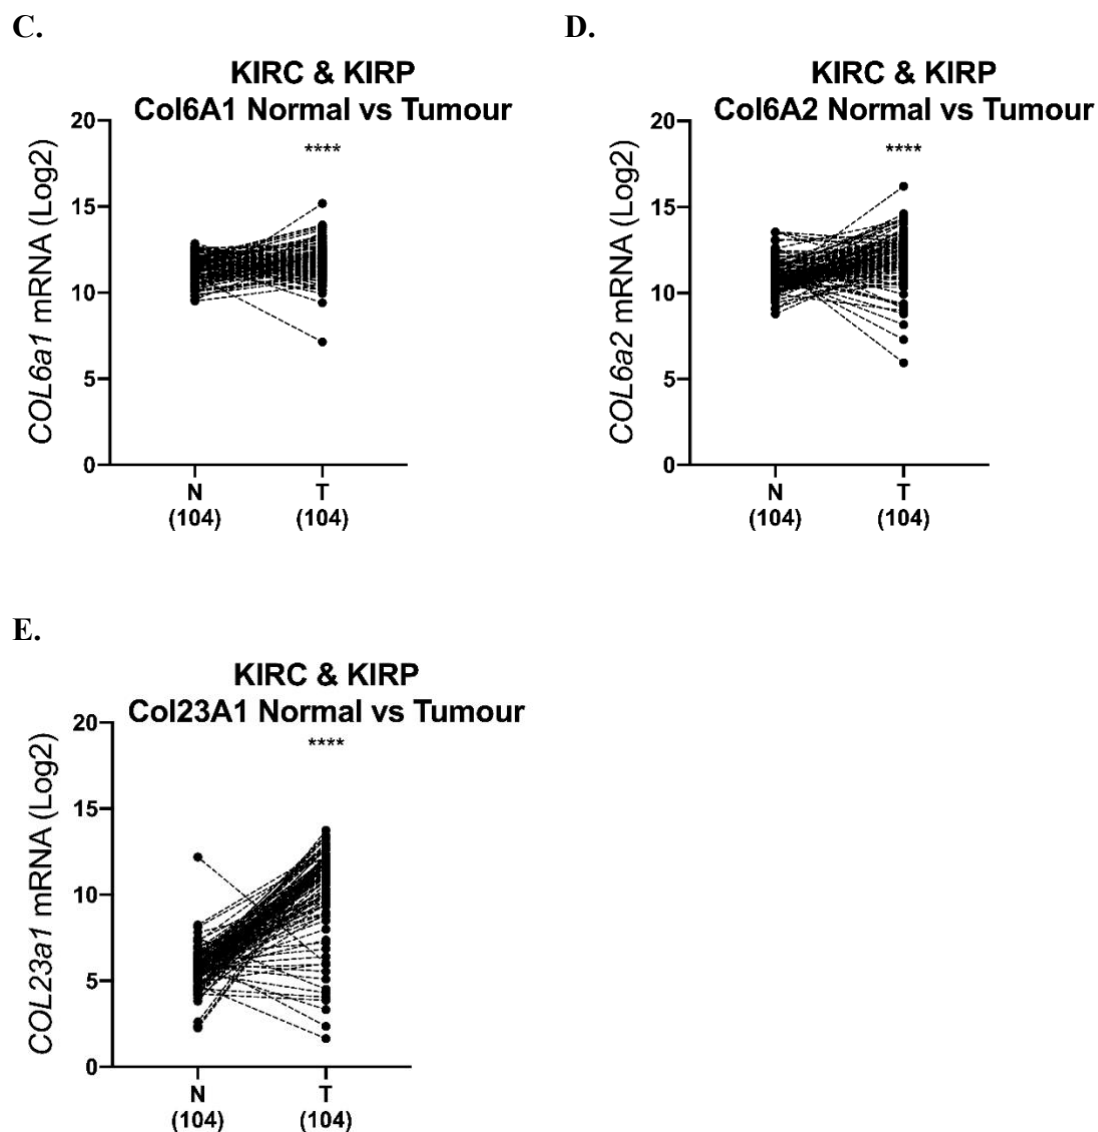 C.
KIRC & KIRP
Col6A1 Normal vs Tumour
****
COL6a1 mRNA (Log2)
20
15
10
5
0
N
(104)
T
(104)
D.
KIRC & KIRP
Col6A2 Normal vs Tumour
****
COL6a2 mRNA (Log2)
20
15
10
5
0
N
(104)
T
(104)
E.
KIRC & KIRP
Col23A1 Normal vs Tumour
****
COL23a1 mRNA (Log2)
20
15
10
5
0
N
(104)
T
(104)